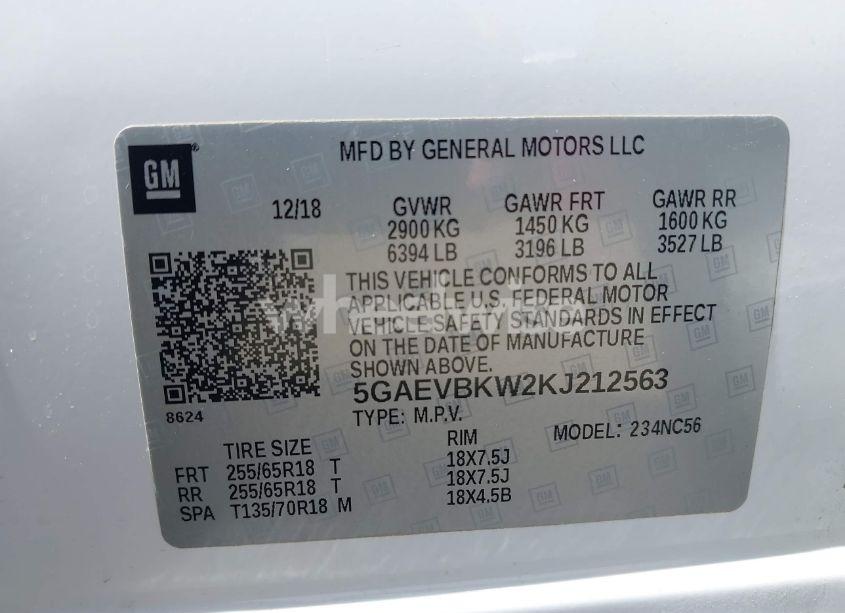 GM
MFD BY GENERAL MOTORS LLC
12/18
GVWR
2900 KG
6394 LB
GAWR FRT
1450 KG
3196 LB
GAWR RR
1600 KG
3527 LB
THIS VEHICLE CONFORMS TO ALL
APPLICABLE U.S. FEDERAL MOTOR
VEHICLE SAFETY STANDARDS IN EFFECT
ON THE DATE OF MANUFACTURE
SHOWN ABOVE.
5GAEVBKW2KJ212563
8624
TYPE: M.P.V.
MODEL: 234NC56
TIRE SIZE
RIM
FRT 255/65R18 T 18X7.5J
RR 255/65R18 T 18X7.5J
SPA T135/70R18 M 18X4.5B